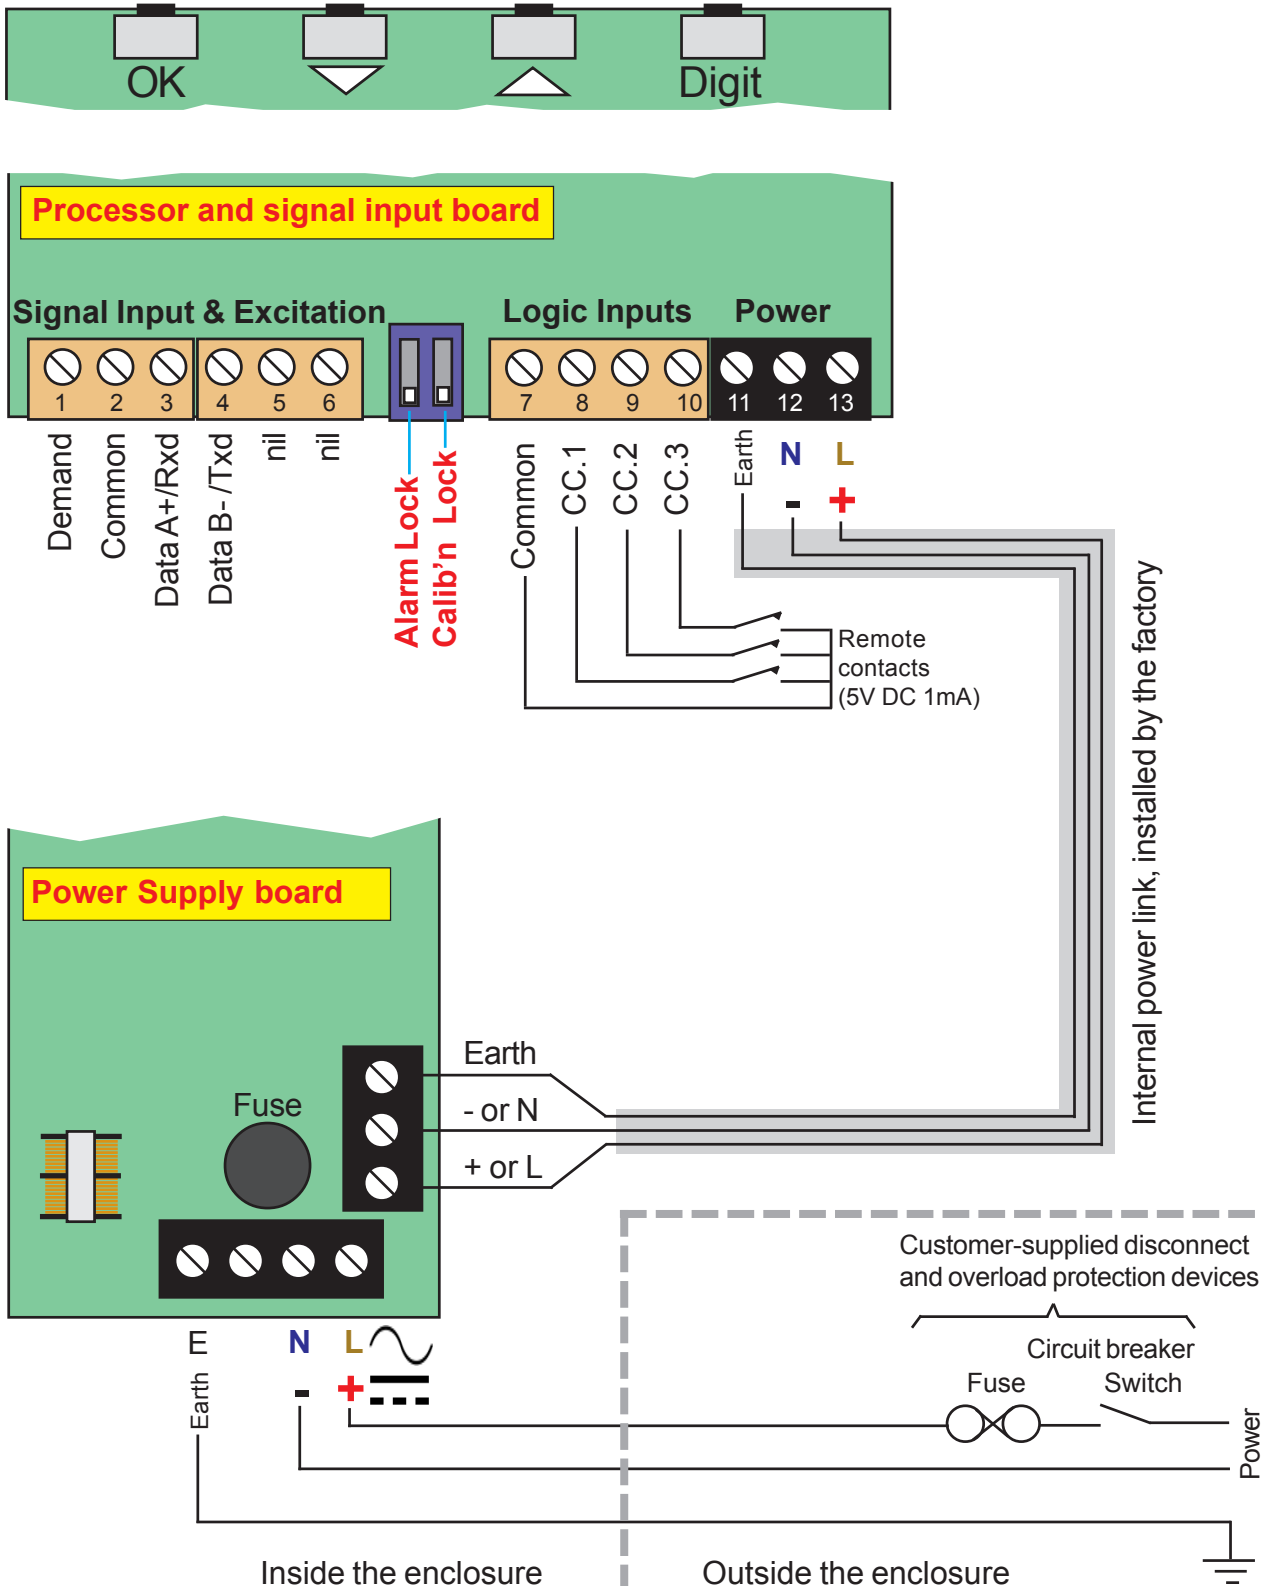 OK
Digit
Processor and signal input board
Signal Input & Excitation
Logic Inputs
Power
1 2 3 4 5 6
7 8 9 10 11 12 13
Demand
Common
Data A+/Rxd
Data B- /Txd
nil
nil
Alarm Lock
Calib'n Lock
Common
CC.1
CC.2
CC.3
Earth
N
-
L
+
Remote
contacts
(5V DC 1mA)
Internal power link, installed by the factory
Power Supply board
Fuse
Earth
- or N
+ or L
E
Earth
N
-
L
+
Customer-supplied disconnect
and overload protection devices
Circuit breaker
Fuse
Switch
Power
Inside the enclosure
Outside the enclosure